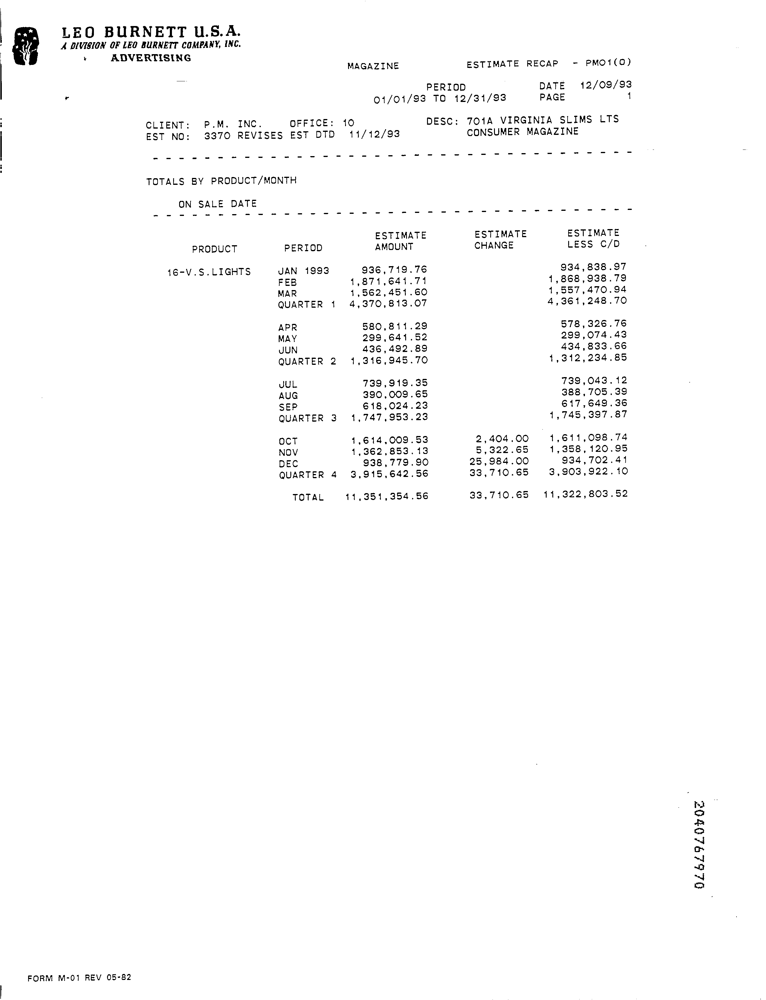 LEO BURNETT U.S.A.
A DIVISION OF LEO BURNETT COMPANY, INC.
ADVERTISING
MAGAZINE ESTIMATE RECAP - PM01(0)
PERIOD DATE 12/09/93
01/01/93 TO 12/31/93 PAGE 1
CLIENT: P.M. INC. OFFICE: 10 DESC: 701A VIRGINIA SLIMS LTS
EST NO: 3370 REVISES EST DTD 11/12/93 CONSUMER MAGAZINE
TOTALS BY PRODUCT/MONTH
ON SALE DATE
ESTIMATE ESTIMATE ESTIMATE
PRODUCT PERIOD AMOUNT CHANGE LESS C/D
16-V.S.LIGHTS JAN 1993 936,719.76 934,838.97
FEB 1,871,641.71 1,868,938.79
MAR 1,562,451.60 1,557,470.94
QUARTER 1 4,370,813.07 4,361,248.70
APR 580,811.29 578,326.76
MAY 299,641.52 299,074.43
JUN 436,492.89 434,833.66
QUARTER 2 1,316,945.70 1,312,234.85
JUL 739,919.35 739,043.12
AUG 390,009.65 388,705.39
SEP 618,024.23 617,649.36
QUARTER 3 1,747,953.23 1,745,397.87
OCT 1,614,009.53 2,404.00 1,611,098.74
NOV 1,362,853.13 5,322.65 1,358,120.95
DEC 938,779.90 25,984.00 934,702.41
QUARTER 4 3,915,642.56 33,710.65 3,903,922.10
TOTAL 11,351,354.56 33,710.65 11,322,803.52
2040767970
FORM M-01 REV 05-82